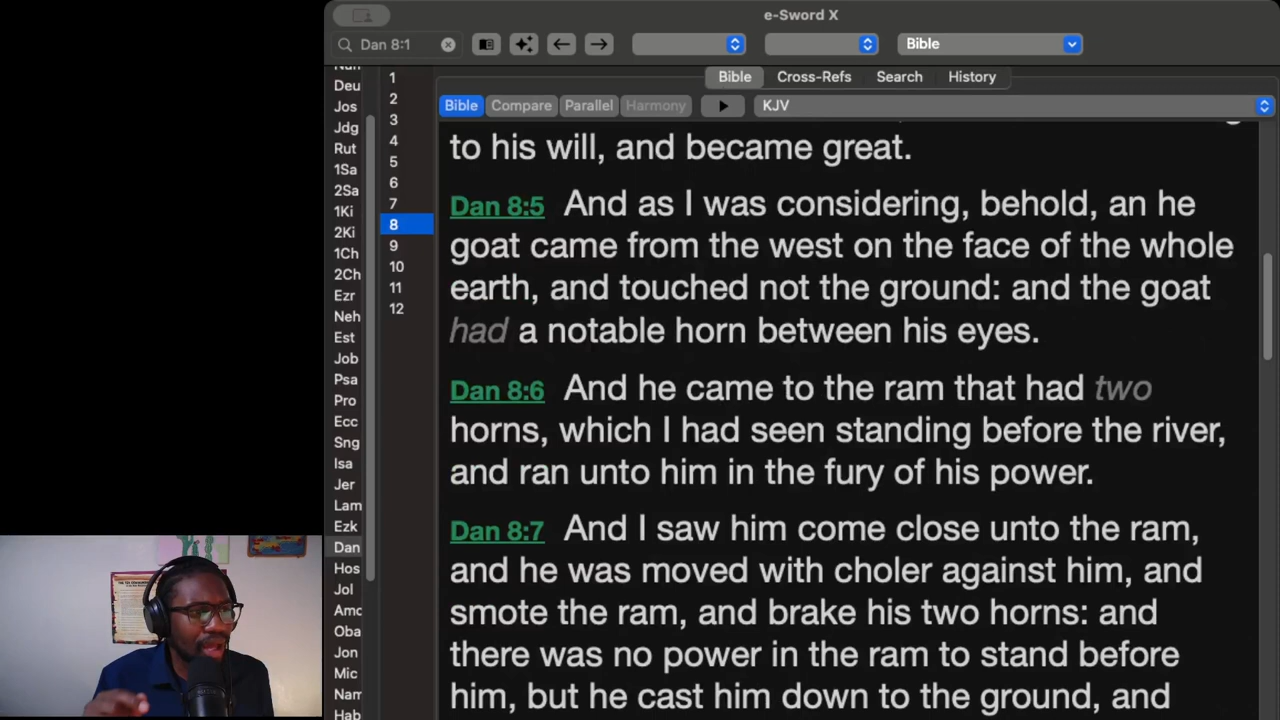 e-Sword X
Dan 8:1
Bible
Bible Cross-Refs Search History
Bible Compare Parallel Harmony
KJV
Nan
Deu
Jos
Jdg
Rut
1Sa
2Sa
1Ki
2Ki
1Ch
2Ch
Ezr
Neh
Est
Job
Psa
Pro
Ecc
Sng
Isa
Jer
Lam
Ezk
Dan
Hos
Jol
Amo
Oba
Jon
Mic
Nam
Hab
1
2
3
4
5
6
7
8
9
10
11
12
to his will, and became great.
Dan 8:5 And as I was considering, behold, an he
goat came from the west on the face of the whole
earth, and touched not the ground: and the goat
had a notable horn between his eyes.
Dan 8:6 And he came to the ram that had two
horns, which I had seen standing before the river,
and ran unto him in the fury of his power.
Dan 8:7 And I saw him come close unto the ram,
and he was moved with choler against him, and
smote the ram, and brake his two horns: and
there was no power in the ram to stand before
him, but he cast him down to the ground, and